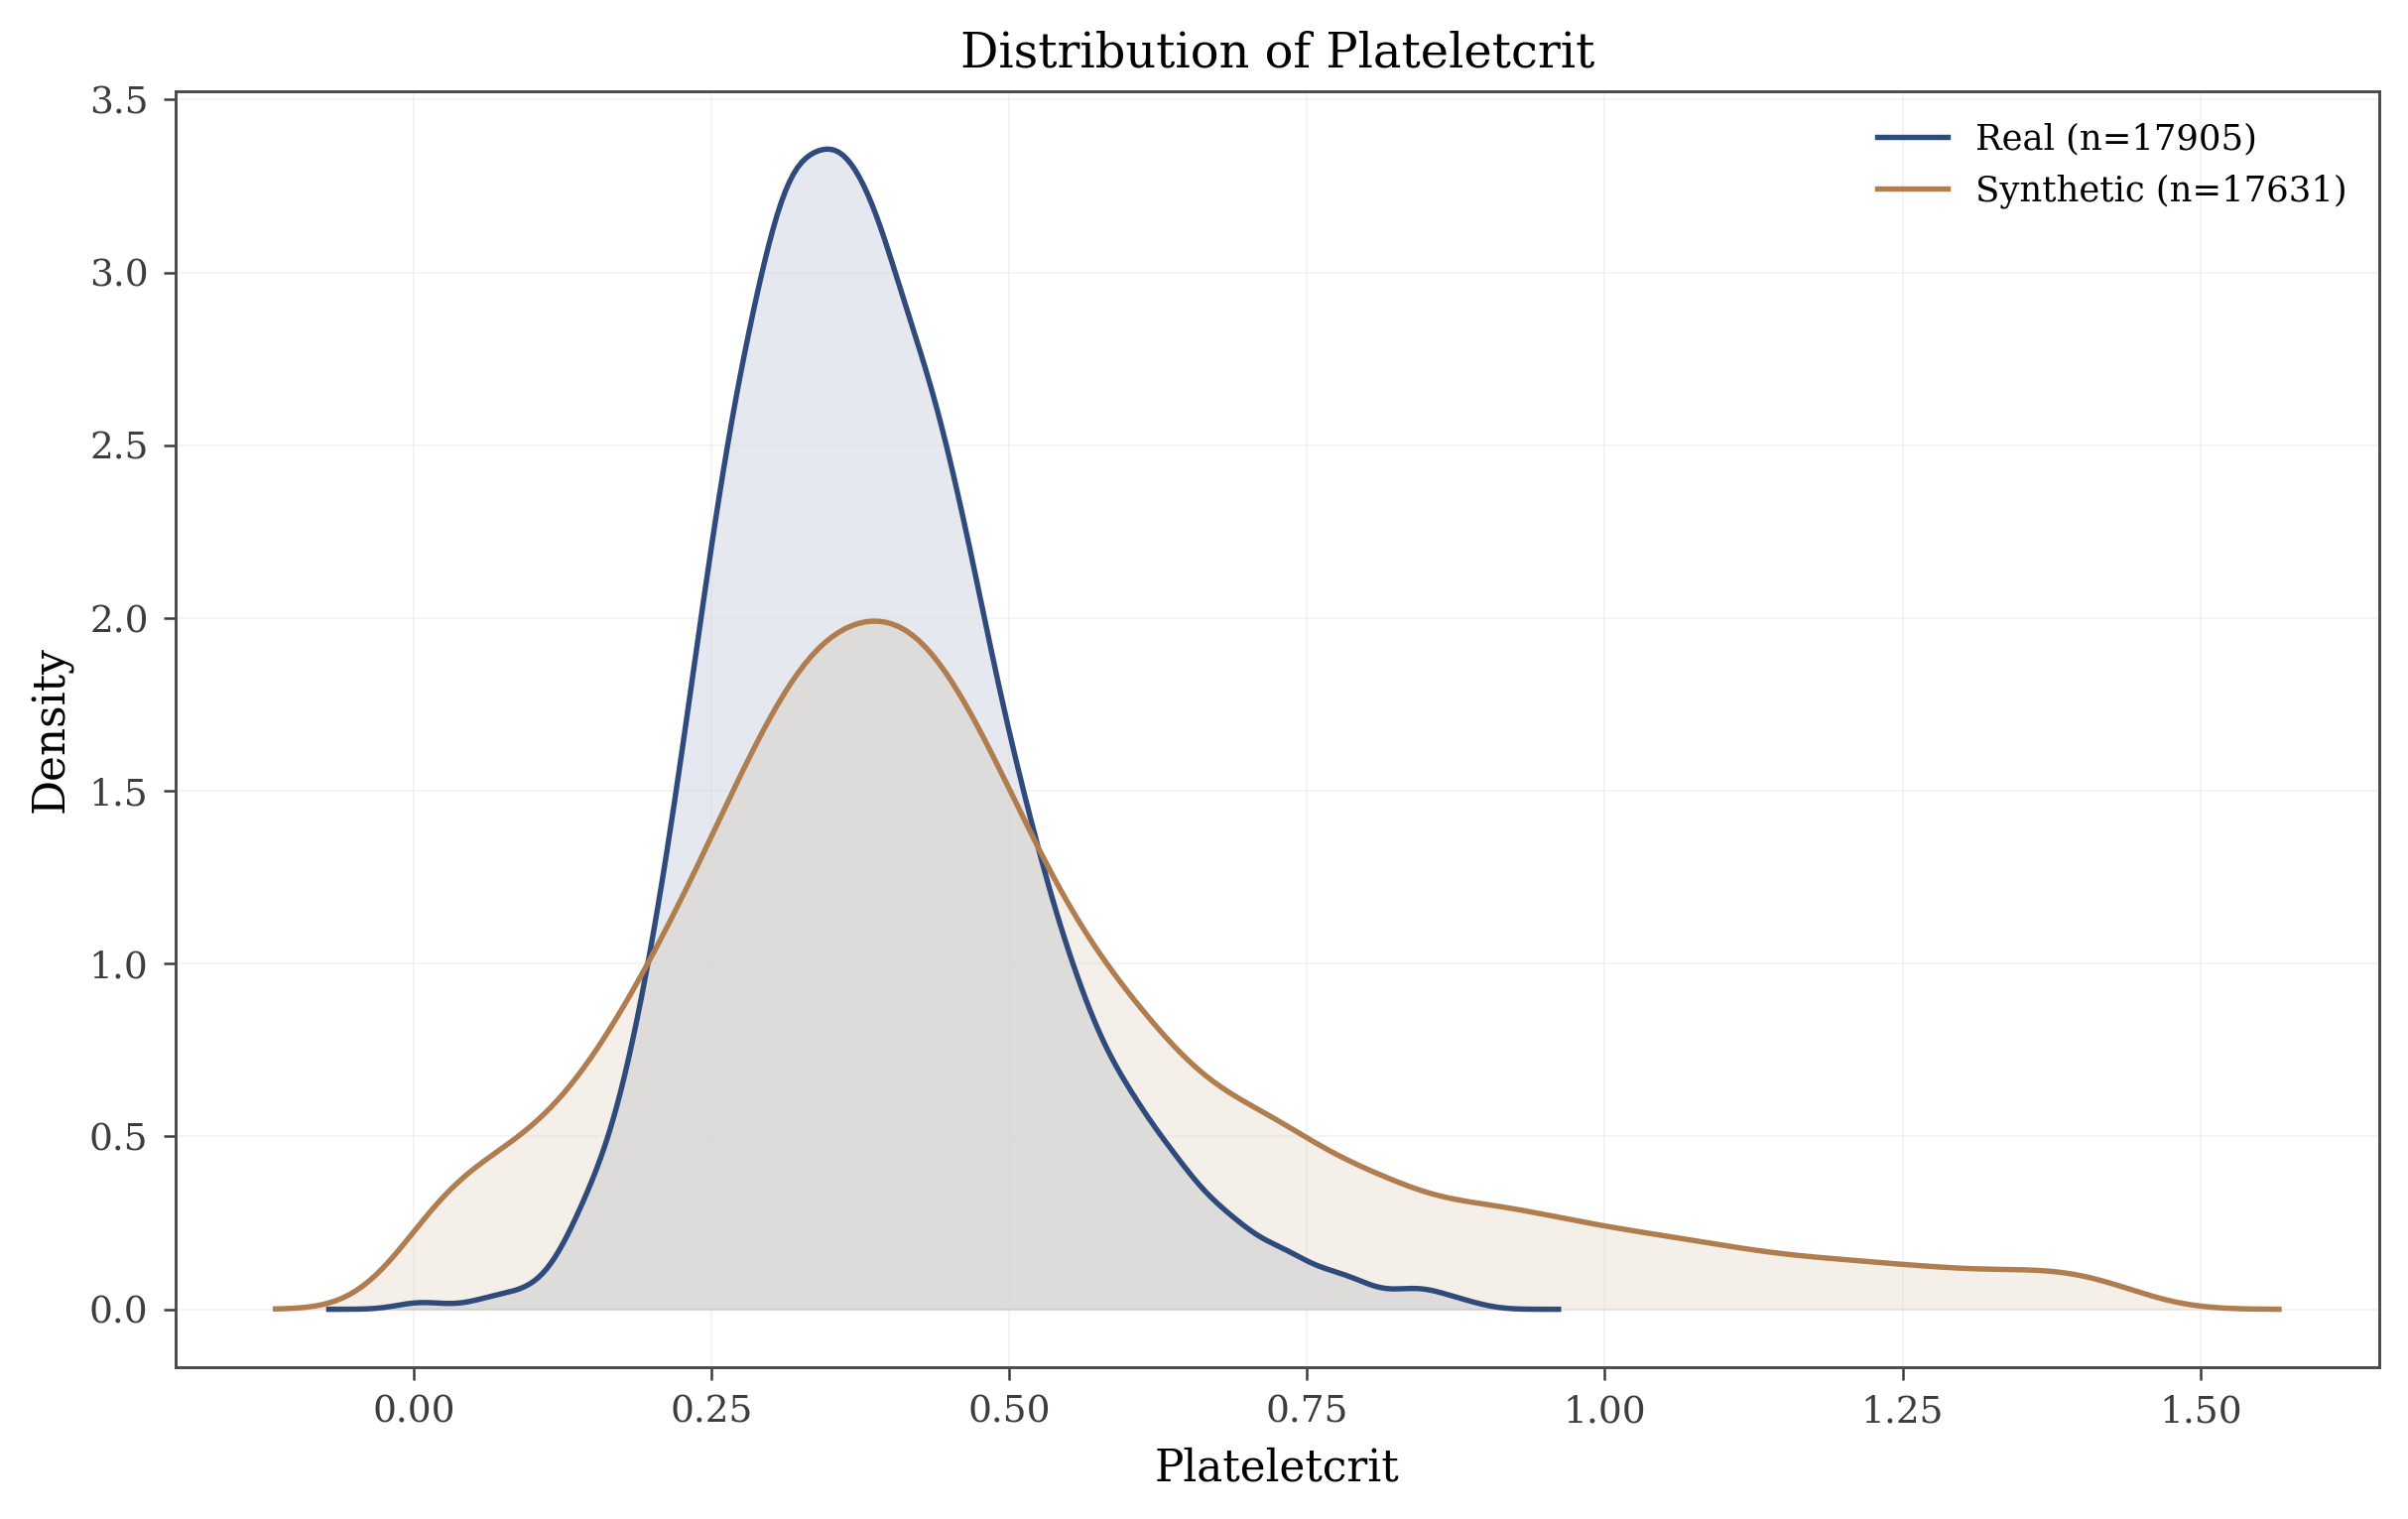 Distribution of Plateletcrit
Real (n=17905)
Synthetic (n=17631)
Density
3.5
3.0
2.5
2.0
1.5
1.0
0.5
0.0
0.00 0.25 0.50 0.75 1.00 1.25 1.50
Plateletcrit